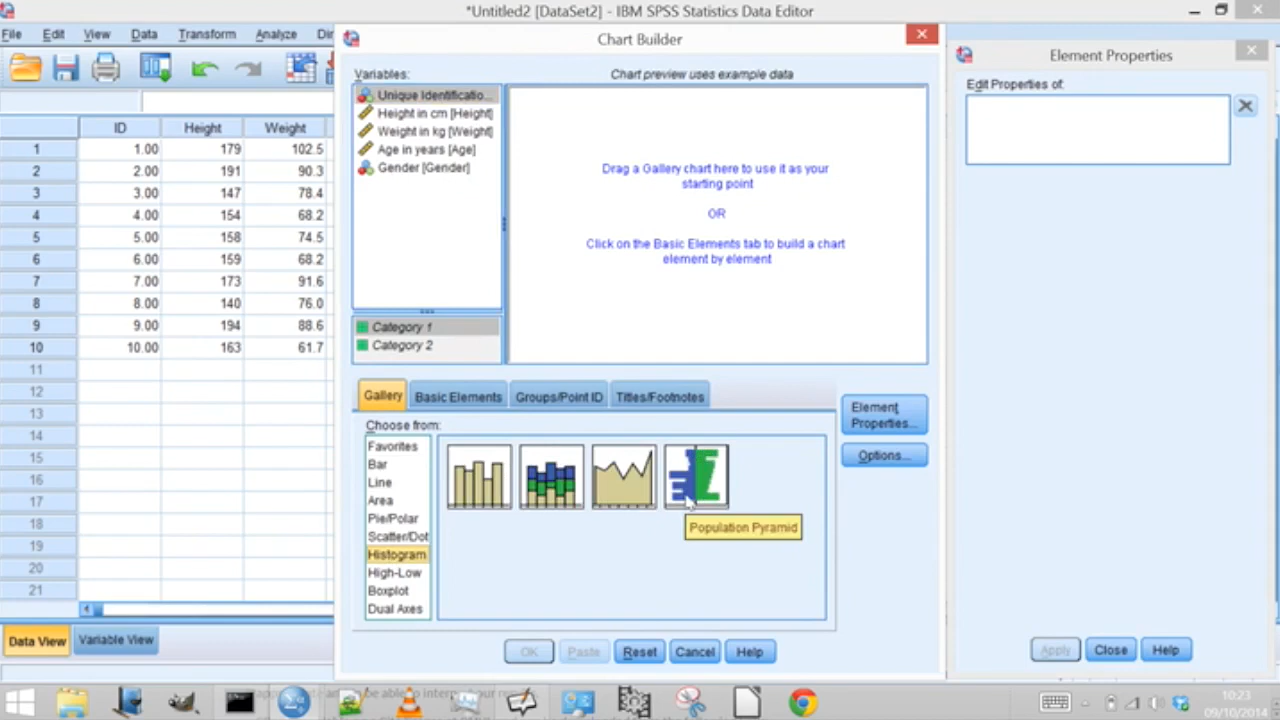 *Untitled2 [DataSet2] - IBM SPSS Statistics Data Editor
File Edit View Data Transform Analyze
Chart Builder
Element Properties
Variables:
Chart preview uses example data
Unique Identificatio...
Height in cm [Height]
Weight in kg [Weight]
Age in years [Age]
Gender [Gender]
Category 1
Category 2
Drag a Gallery chart here to use it as your
starting point
OR
Click on the Basic Elements tab to build a chart
element by element
Edit Properties of:
ID Height Weight
1 1.00 179 102.5
2 2.00 191 90.3
3 3.00 147 78.4
4 4.00 154 68.2
5 5.00 158 74.5
6 6.00 159 68.2
7 7.00 173 91.6
8 8.00 140 76.0
9 9.00 194 88.6
10 10.00 163 61.7
11
12
13
14
15
16
17
18
19
20
21
Gallery Basic Elements Groups/Point ID Titles/Footnotes
Element
Properties...
Options...
Choose from:
Favorites
Bar
Line
Area
Pie/Polar
Scatter/Dot
Histogram
High-Low
Boxplot
Dual Axes
Population Pyramid
Data View Variable View
OK Paste Reset Cancel Help
Apply Close Help
10:23
09/10/2014